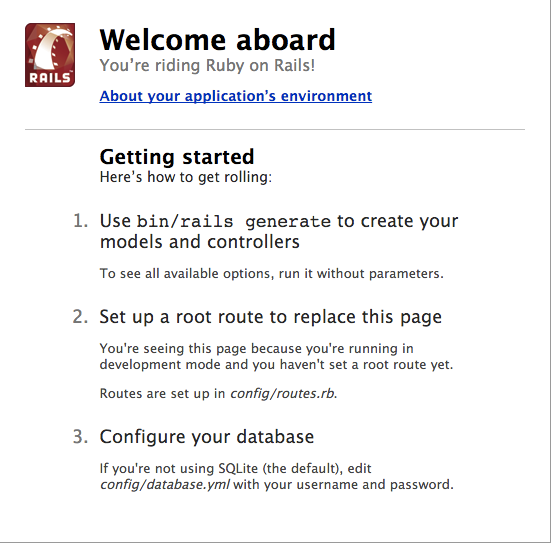 RAILS
Welcome aboard
You're riding Ruby on Rails!
About your application's environment
Getting started
Here's how to get rolling:
1. Use bin/rails generate to create your
models and controllers
To see all available options, run it without parameters.
2. Set up a root route to replace this page
You're seeing this page because you're running in
development mode and you haven't set a root route yet.
Routes are set up in config/routes.rb.
3. Configure your database
If you're not using SQLite (the default), edit
config/database.yml with your username and password.